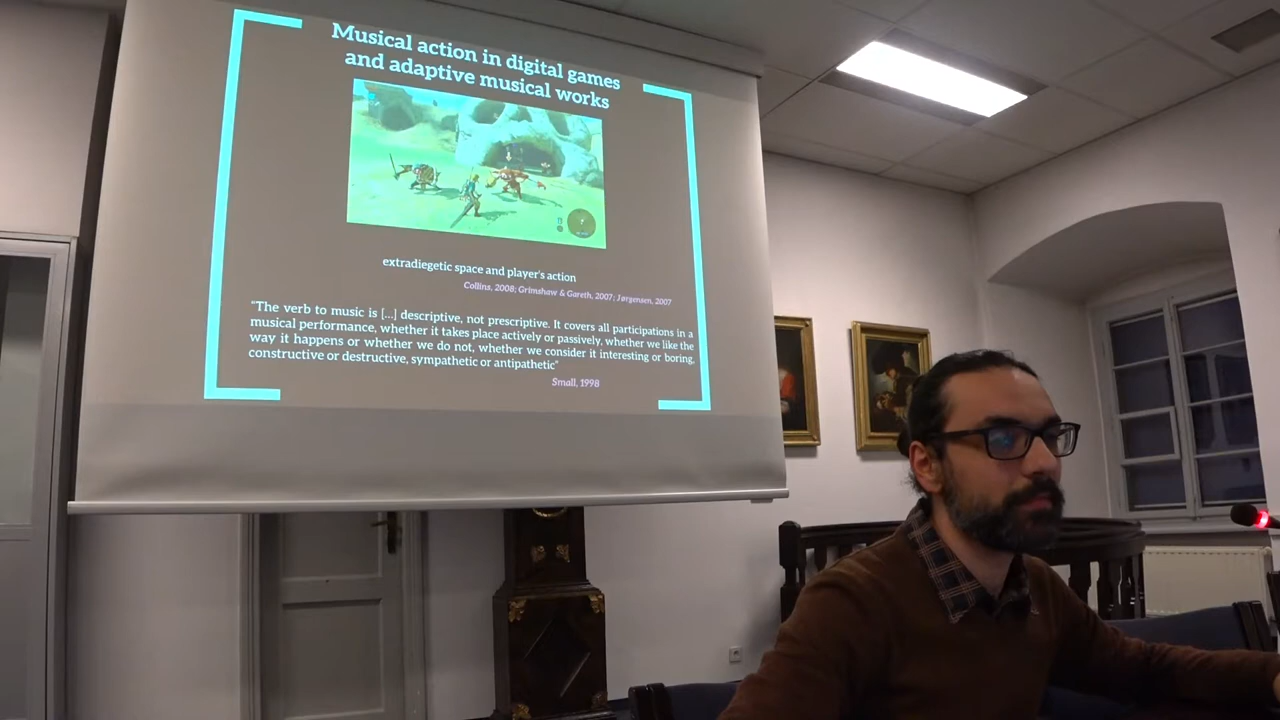 Musical action in digital games
and adaptive musical works
extradiegetic space and player's action
Collins, 2008; Grimshaw & Gareth, 2007; Jørgensen, 2007
"The verb to music is [...] descriptive, not prescriptive. It covers all participations in a
musical performance, whether it takes place actively or passively, whether we like the
way it happens or whether we do not, whether we consider it interesting or boring,
constructive or destructive, sympathetic or antipathetic"
Small, 1998